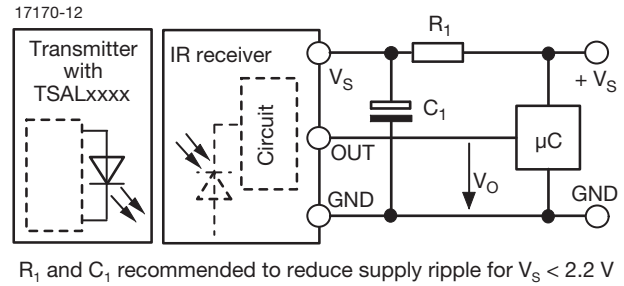 17170-12
Transmitter
with
TSALxxxx
IR receiver
Circuit
VS
OUT
GND
C1
R1
VO
µC
+ VS
GND
R1 and C1 recommended to reduce supply ripple for VS < 2.2 V